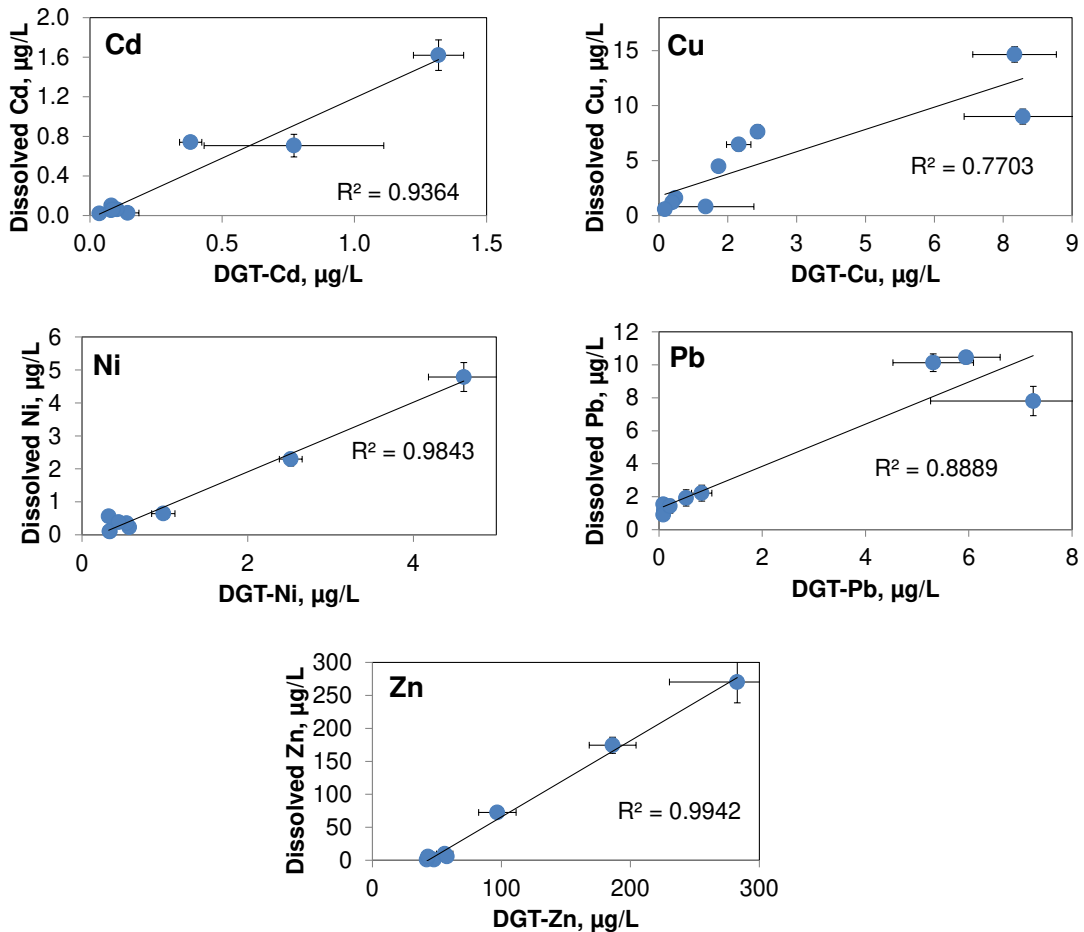 Cd
Dissolved Cd, µg/L
2.0
1.6
1.2
0.8
0.4
0.0
R² = 0.9364
0.0 0.5 1.0 1.5
DGT-Cd, µg/L
Cu
Dissolved Cu, µg/L
15
10
5
0
R² = 0.7703
0 2 3 5 6 8 9
DGT-Cu, µg/L
Ni
Dissolved Ni, µg/L
6
5
4
3
2
1
0
R² = 0.9843
0 2 4
DGT-Ni, µg/L
Pb
Dissolved Pb, µg/L
12
10
8
6
4
2
0
R² = 0.8889
0 2 4 6 8
DGT-Pb, µg/L
Zn
Dissolved Zn, µg/L
300
250
200
150
100
50
0
R² = 0.9942
0 100 200 300
DGT-Zn, µg/L